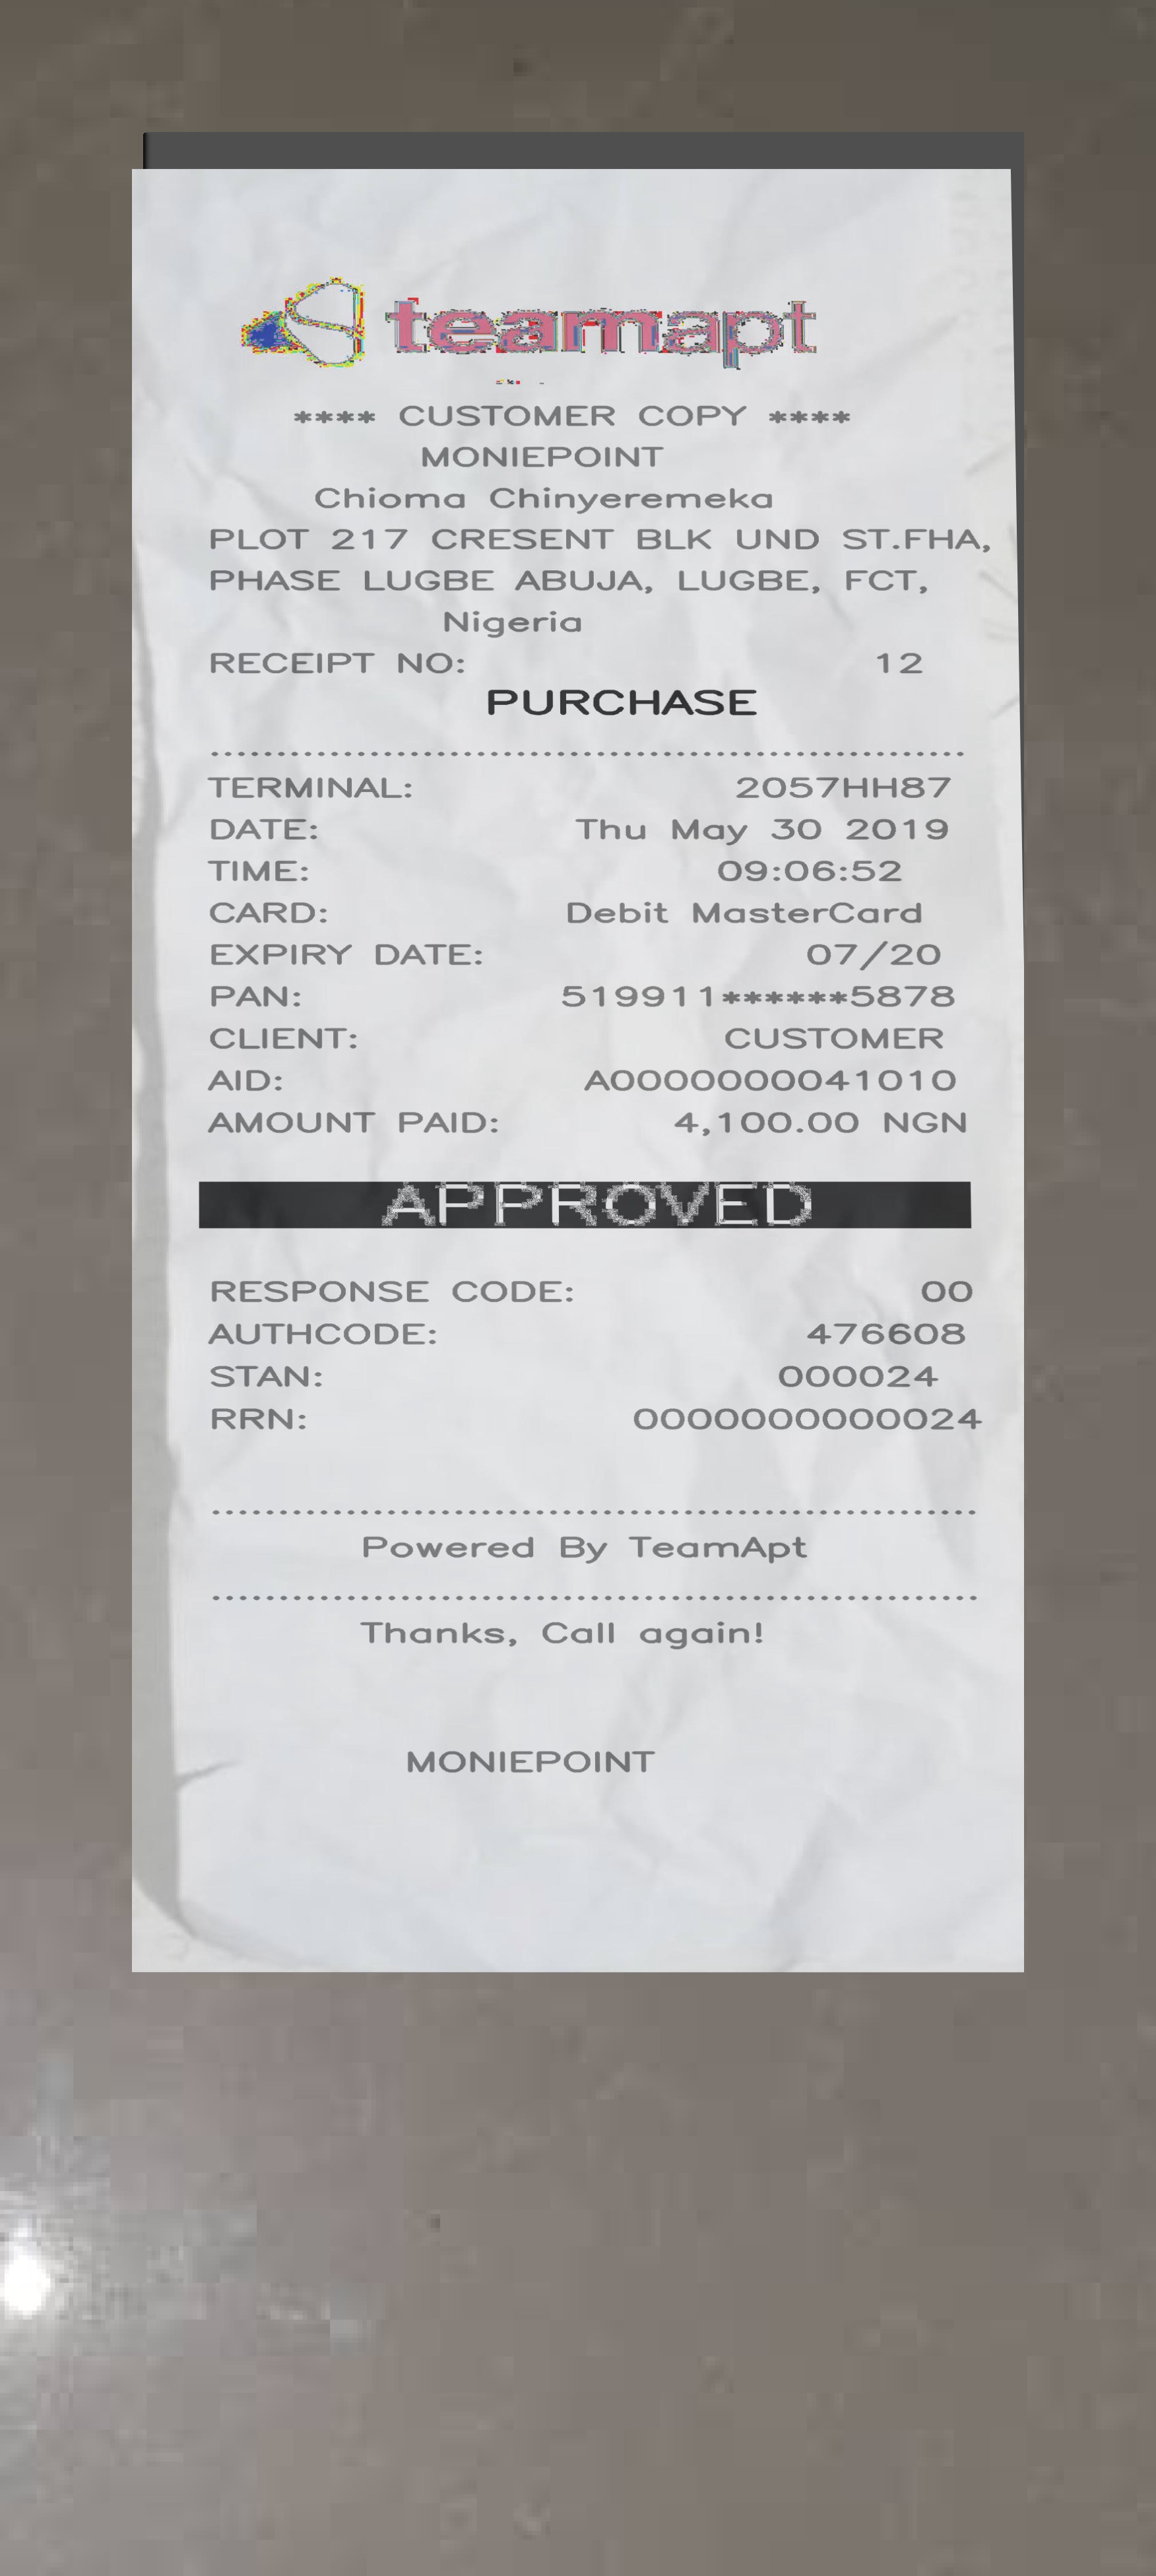 teamapt
**** CUSTOMER COPY ****
MONIEPOINT
Chioma Chinyeremeka
PLOT 217 CRESENT BLK UND ST.FHA,
PHASE LUGBE ABUJA, LUGBE, FCT,
Nigeria
RECEIPT NO: 12
PURCHASE
TERMINAL: 2057HH87
DATE: Thu May 30 2019
TIME: 09:06:52
CARD: Debit MasterCard
EXPIRY DATE: 07/20
PAN: 519911******5878
CLIENT: CUSTOMER
AID: A0000000041010
AMOUNT PAID: 4,100.00 NGN
APPROVED
RESPONSE CODE: 00
AUTHCODE: 476608
STAN: 000024
RRN: 0000000000024
Powered By TeamApt
Thanks, Call again!
MONIEPOINT